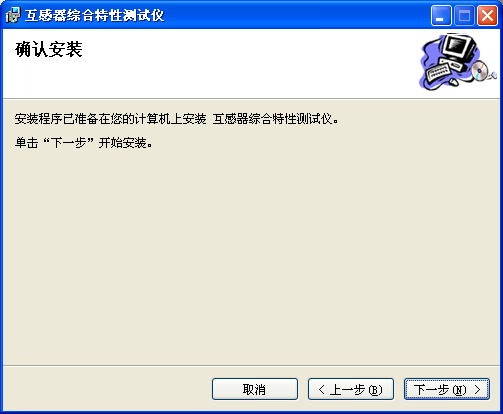 互感器综合特性测试仪
确认安装
安装程序已准备在您的计算机上安装 互感器综合特性测试仪。
单击“下一步”开始安装。
取消
< 上一步(B)
下一步(N) >